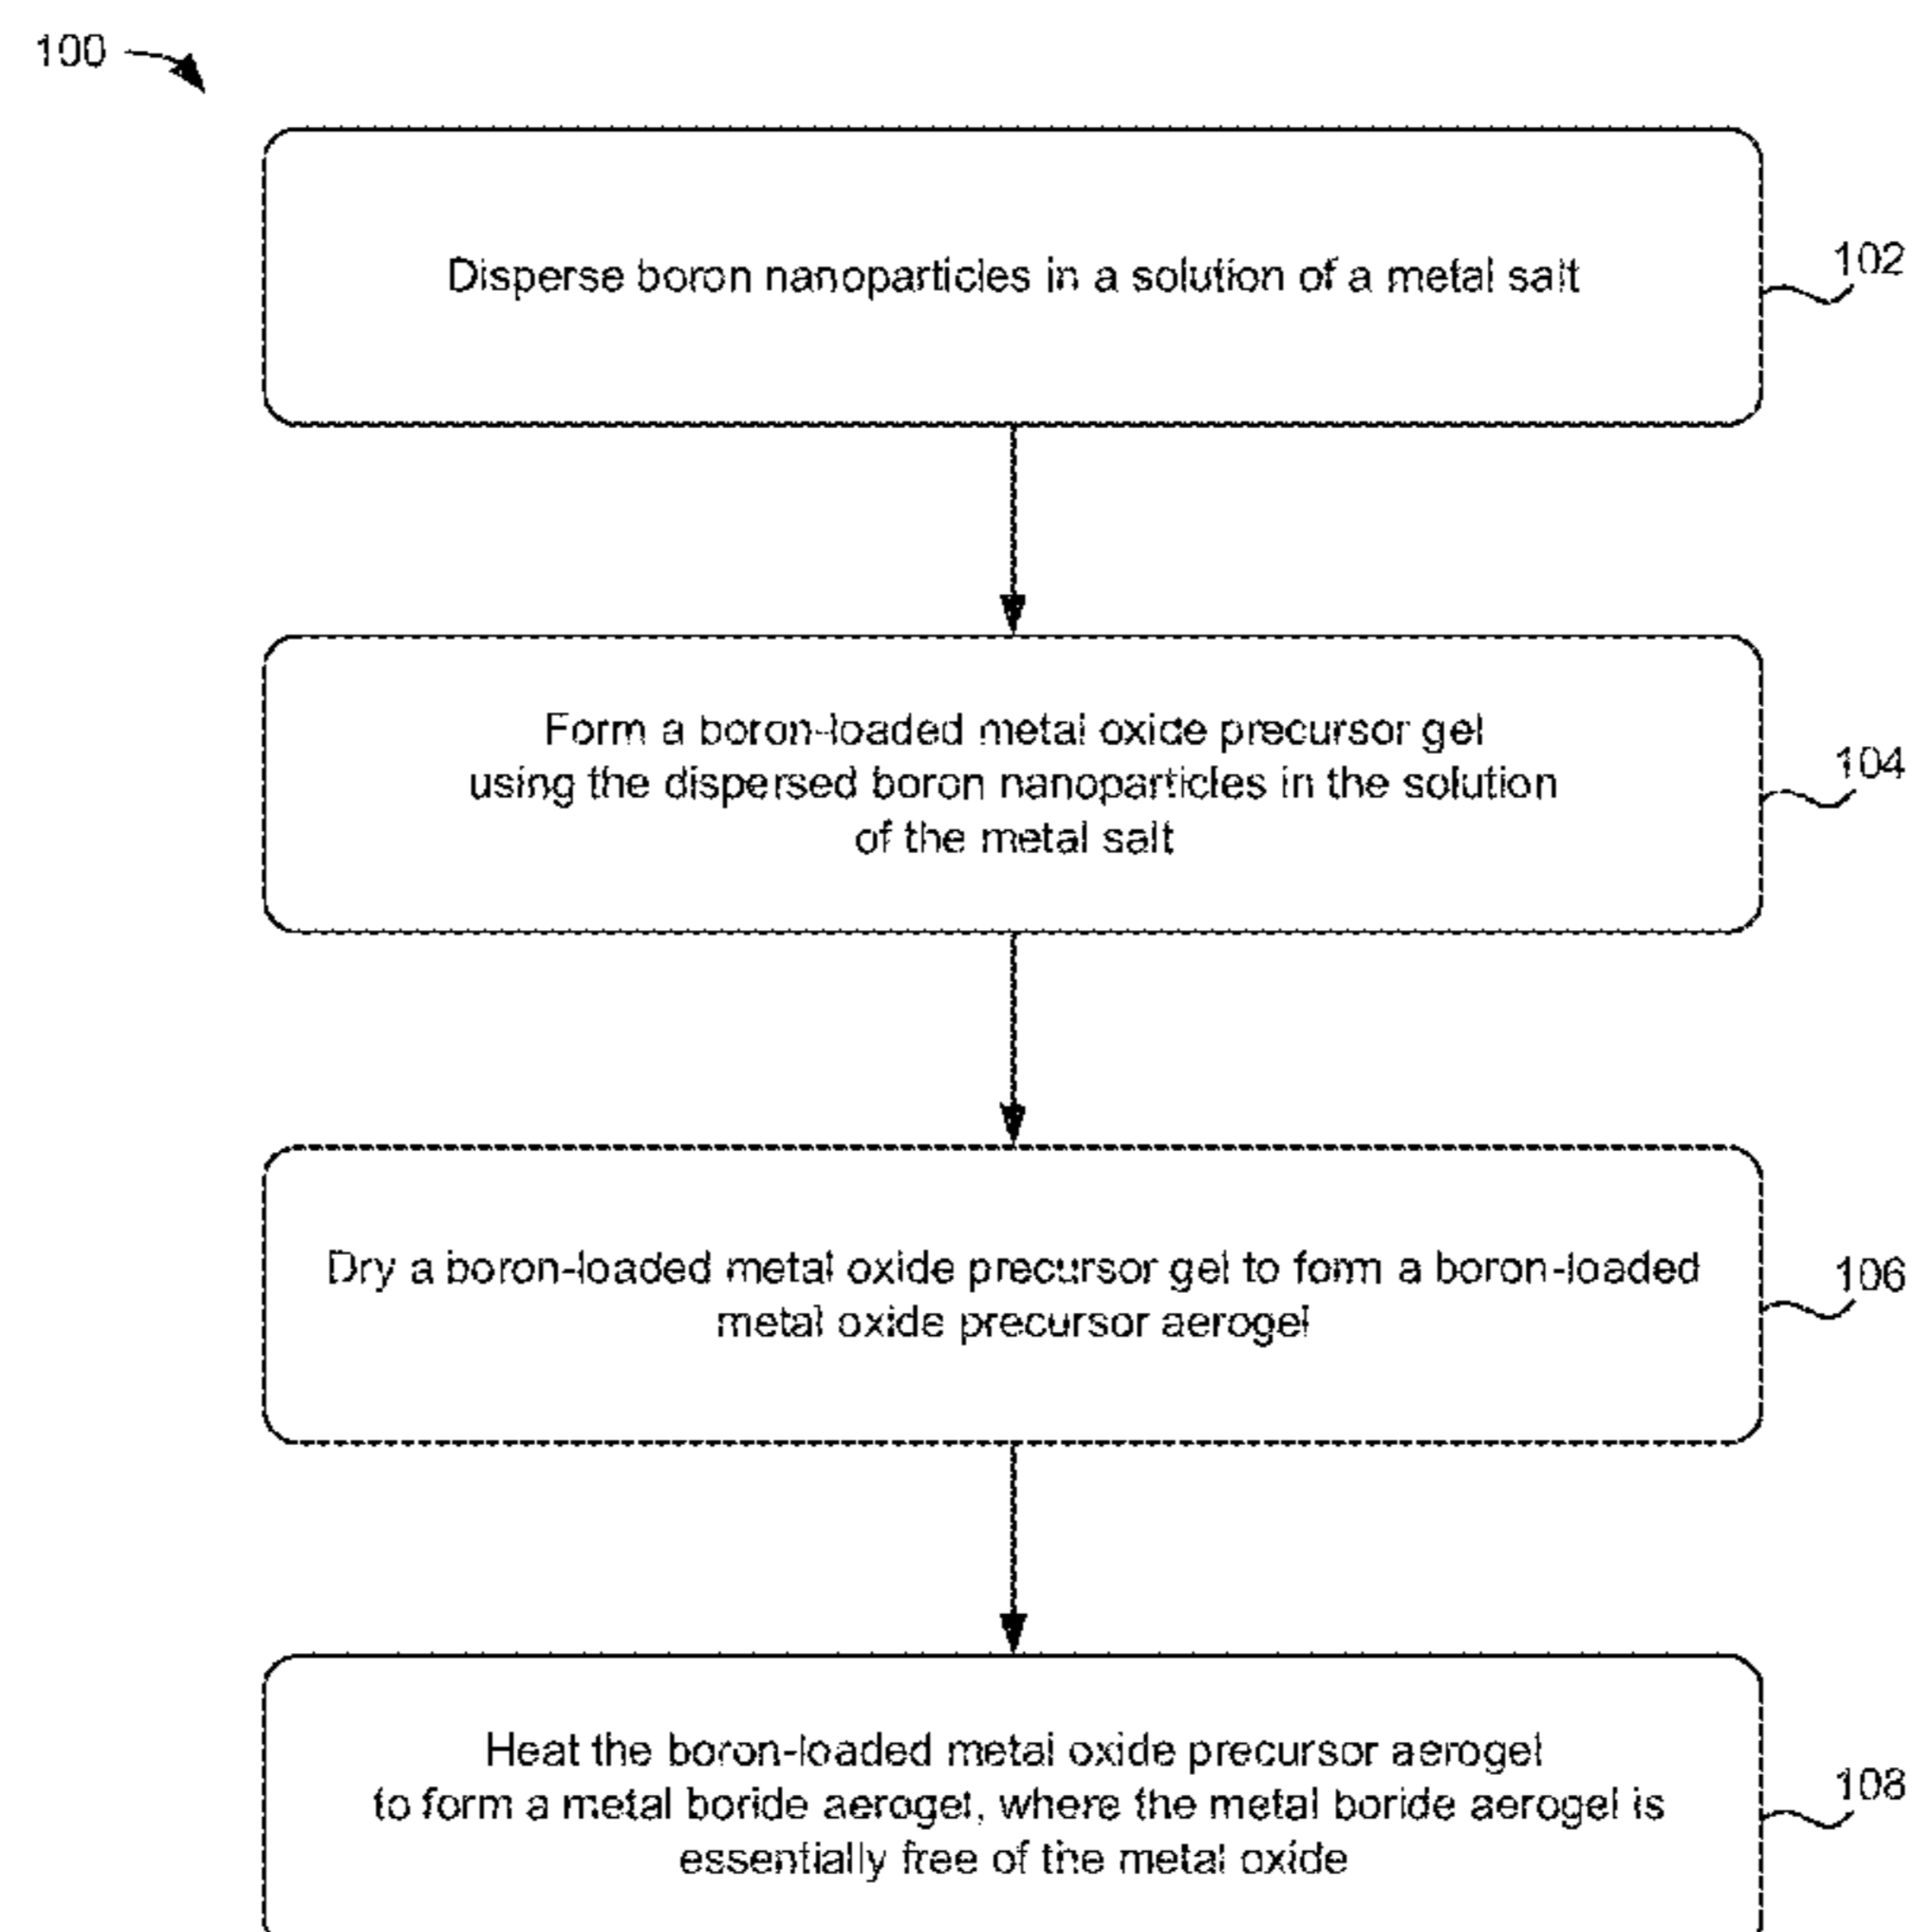 100
Disperse boron nanoparticles in a solution of a metal salt
102
Form a boron-loaded metal oxide precursor gel
using the dispersed boron nanoparticles in the solution
of the metal salt
104
Dry a boron-loaded metal oxide precursor gel to form a boron-loaded
metal oxide precursor aerogel
106
Heat the boron-loaded metal oxide precursor aerogel
to form a metal boride aerogel, where the metal boride aerogel is
essentially free of the metal oxide
108